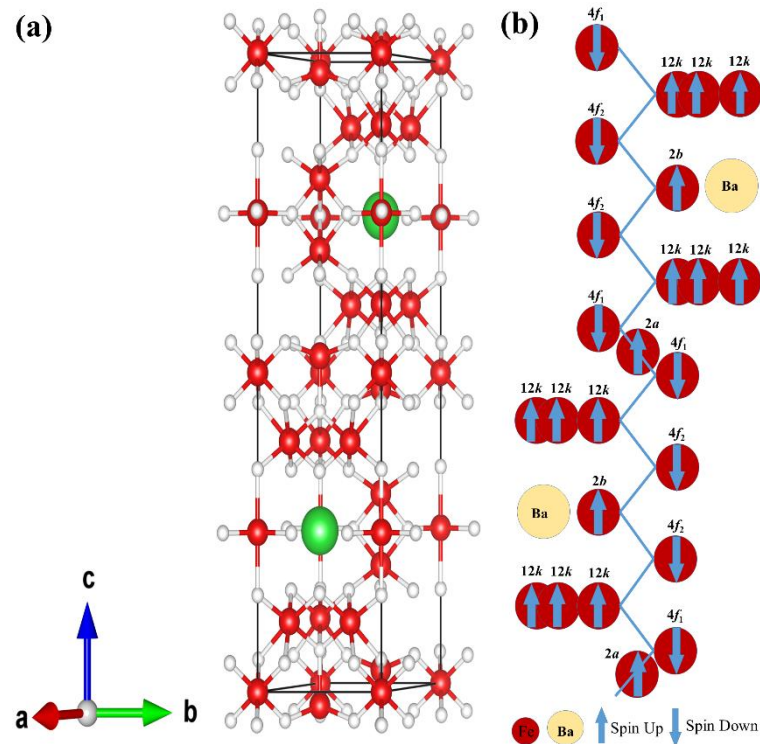 (a)
c
a
b
(b)
4f₁
12k 12k 12k
4f₂
2b
Ba
4f₂
12k 12k 12k
4f₁
2a
4f₁
12k 12k 12k
4f₂
2b
Ba
4f₂
12k 12k 12k
4f₁
2a
Fe Ba Spin Up Spin Down